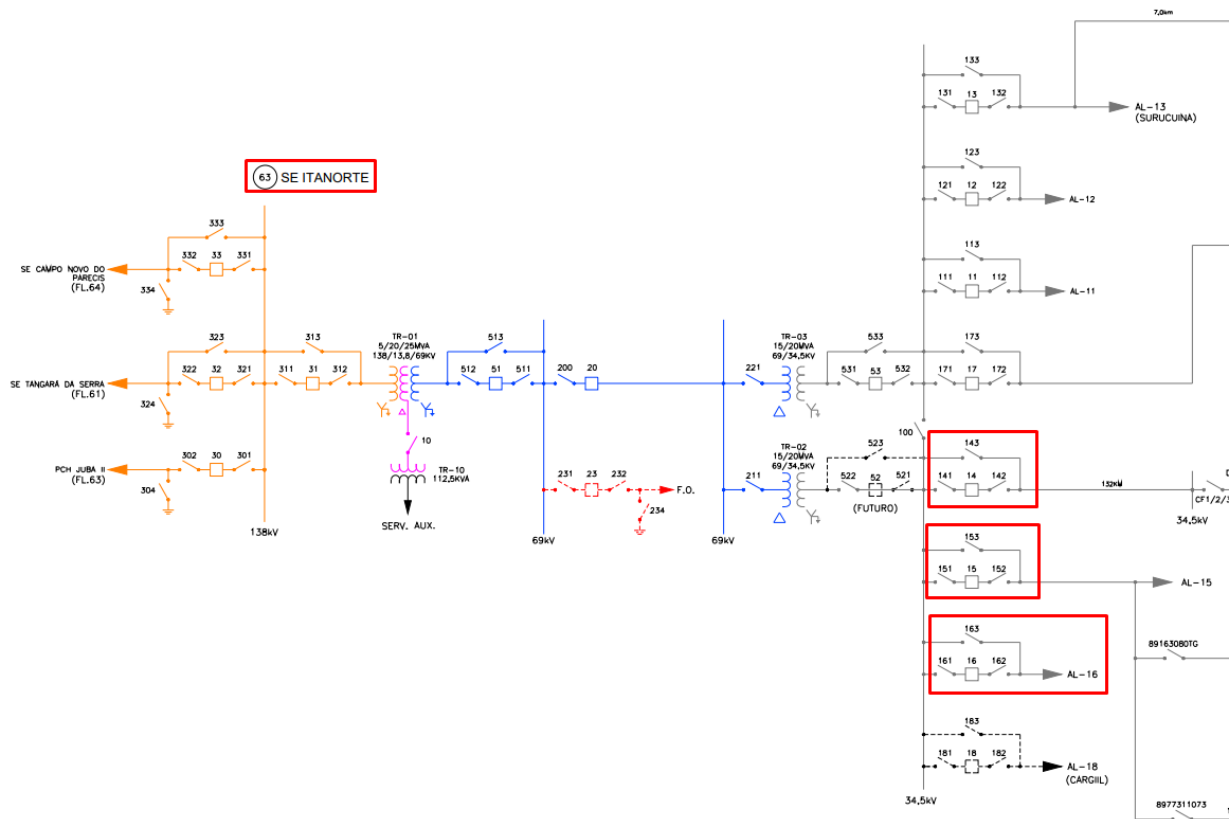 7,0km
133
131 13 132
AL-13
(SURUCUINA)
123
121 12 122
AL-12
113
111 11 112
AL-11
63 SE ITANORTE
333
332 33 331
SE CAMPO NOVO DO
PARECIS
(FL.64)
334
323
322 32 321
SE TANGARÁ DA SERRA
(FL.61)
324
313
311 31 312
TR-01
5/20/25MVA
138/13,8/69KV
513
512 51 511
200 20
221
TR-03
15/20MVA
69/34,5KV
533
531 53 532
173
171 17 172
100
PCH JUBA II
(FL.63)
302 30 301
304
138kV
10
TR-10
112,5KVA
SERV. AUX.
231 23 232
F.O.
234
69kV
211
69kV
TR-02
15/20MVA
69/34,5KV
523
522 52 521
(FUTURO)
143
141 14 142
132KM
CF1/2/3
34,5kV
153
151 15 152
AL-15
163
161 16 162
AL-16
89163080TG
183
181 18 182
AL-18
(CARGIIL)
34,5kV
8977311073